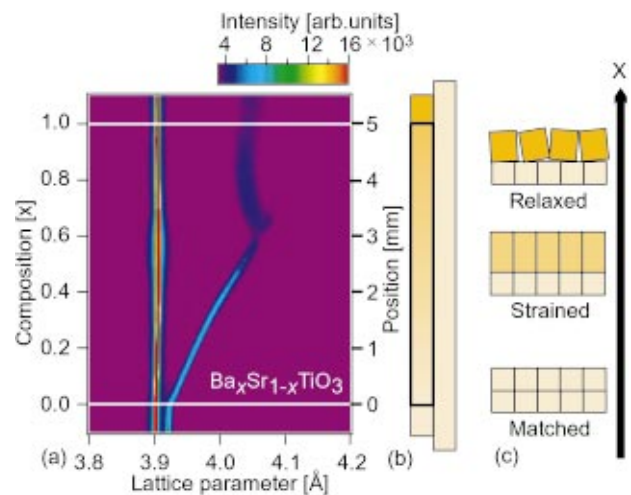 Intensity [arb.units]
4 8 12 16 × 10³
X
1.0
0.8
0.6
0.4
0.2
0.0
Composition [x]
5
4
3
2
1
0
Position [mm]
BaxSr1-xTiO3
Relaxed
Strained
Matched
(a) 3.8 3.9 4.0 4.1 4.2 (b) (c)
Lattice parameter [Å]